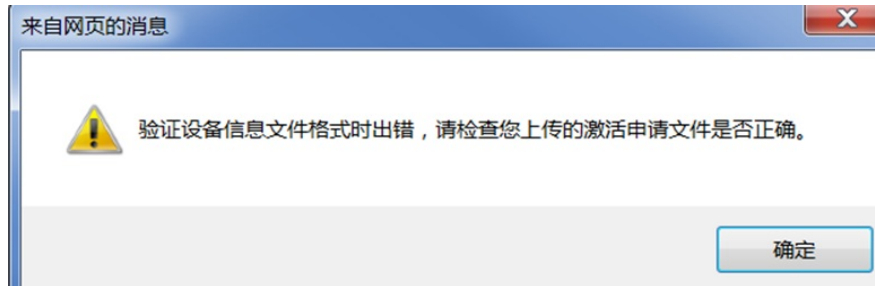 来自网页的消息
X
验证设备信息文件格式时出错，请检查您上传的激活申请文件是否正确。
确定